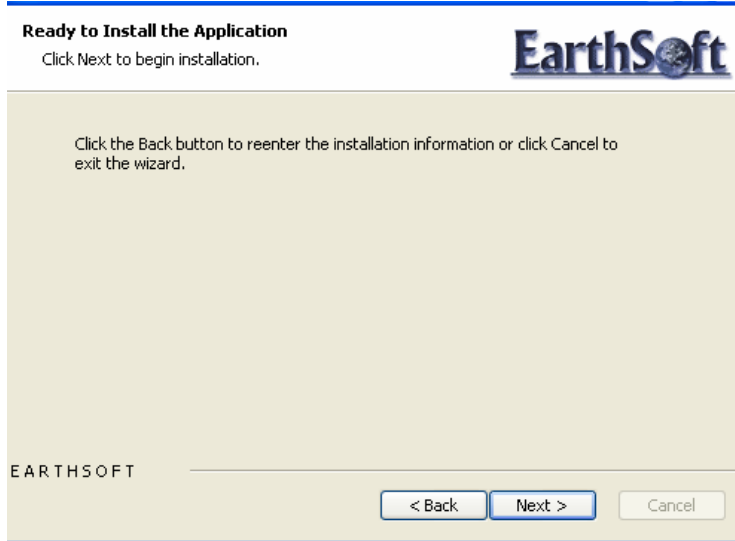 Ready to Install the Application
Click Next to begin installation.
EarthSoft
Click the Back button to reenter the installation information or click Cancel to
exit the wizard.
EARTHSOFT
< Back
Next >
Cancel